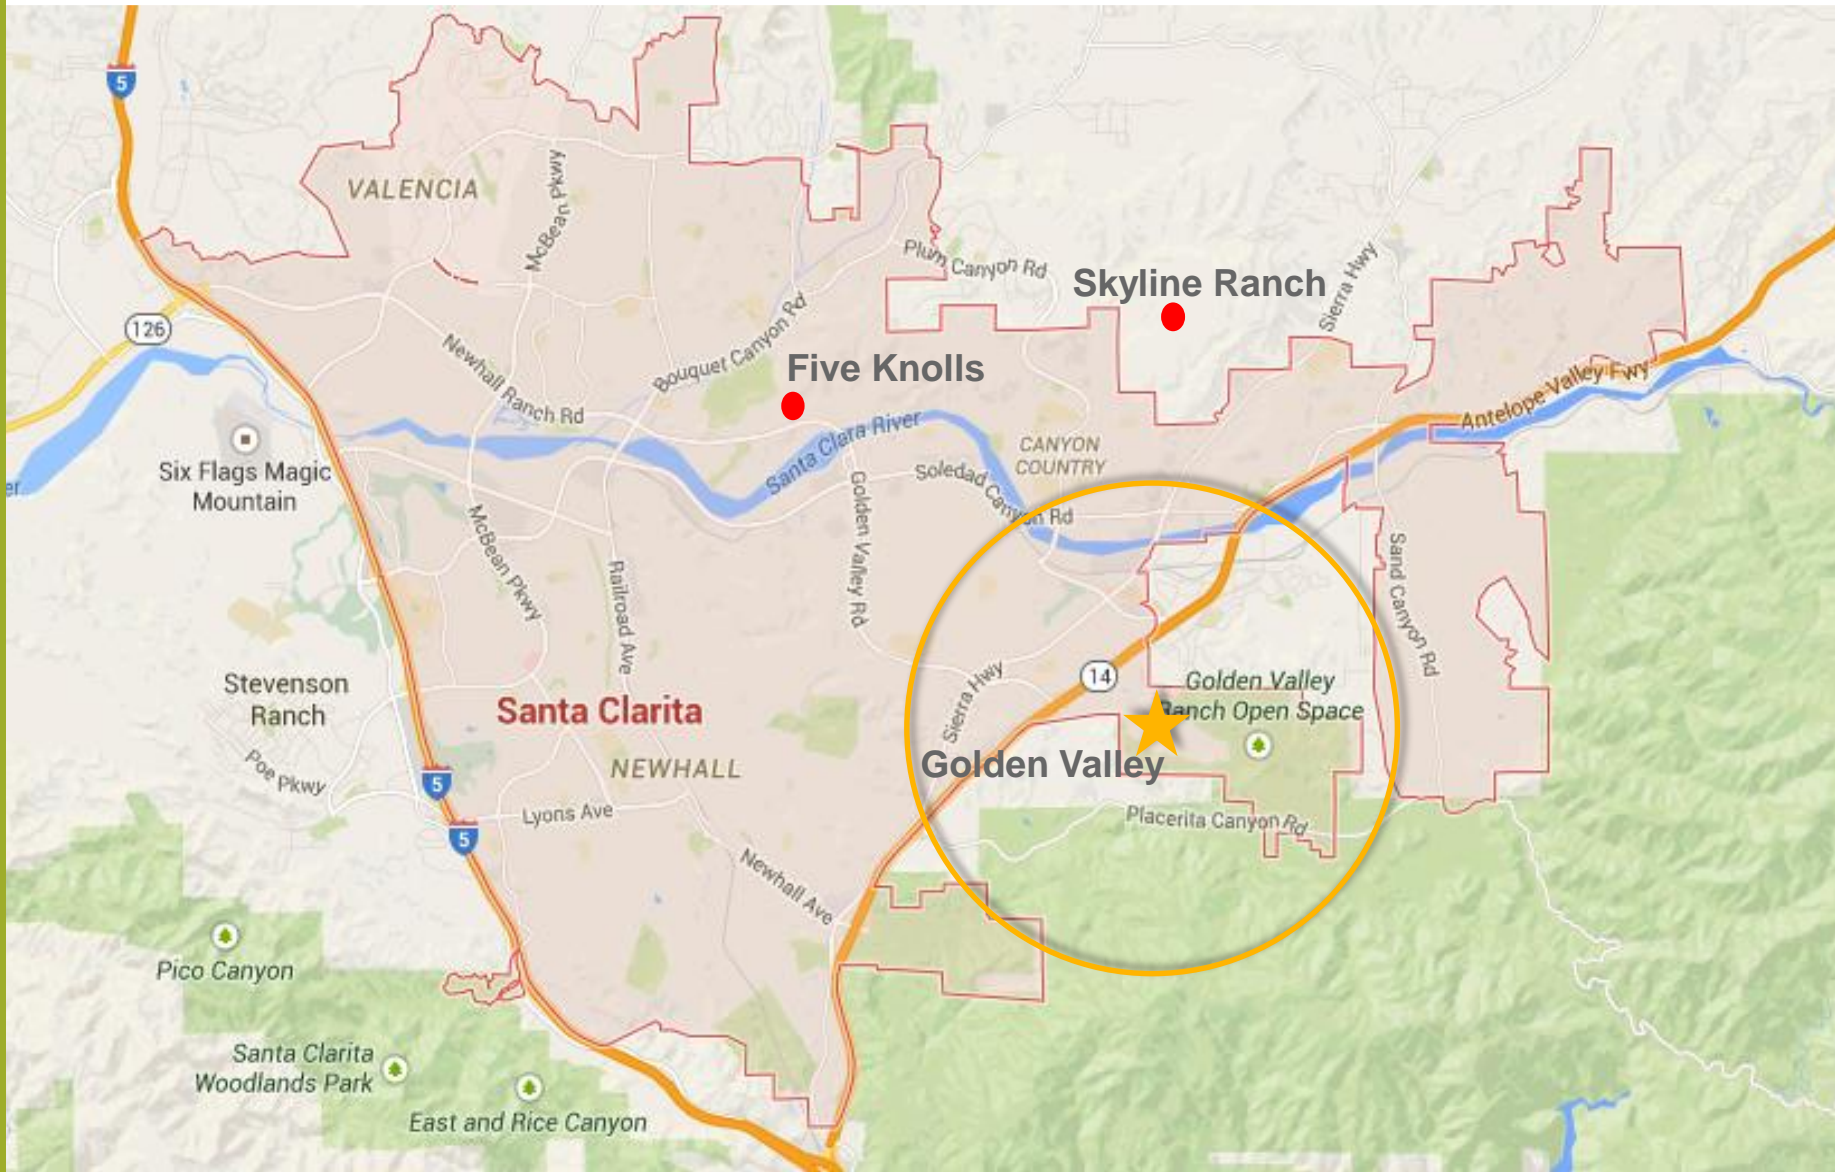 5
VALENCIA
McBean Pkwy
Plum Canyon Rd
Skyline Ranch
Sierra Hwy
126
Newhall Ranch Rd
Bouquet Canyon Rd
Five Knolls
Antelope Valley Fwy
Santa Clara River
CANYON
COUNTRY
Six Flags Magic
Mountain
er
Soledad Canyon Rd
Golden Valley Rd
McBean Pkwy
Railroad Ave
Sand Canyon Rd
Stevenson
Ranch
Santa Clarita
Sierra Hwy
14
Golden Valley
Ranch Open Space
Golden Valley
NEWHALL
Poe Pkwy
5
Lyons Ave
5
Placerita Canyon Rd
Newhall Ave
Pico Canyon
Santa Clarita
Woodlands Park
East and Rice Canyon